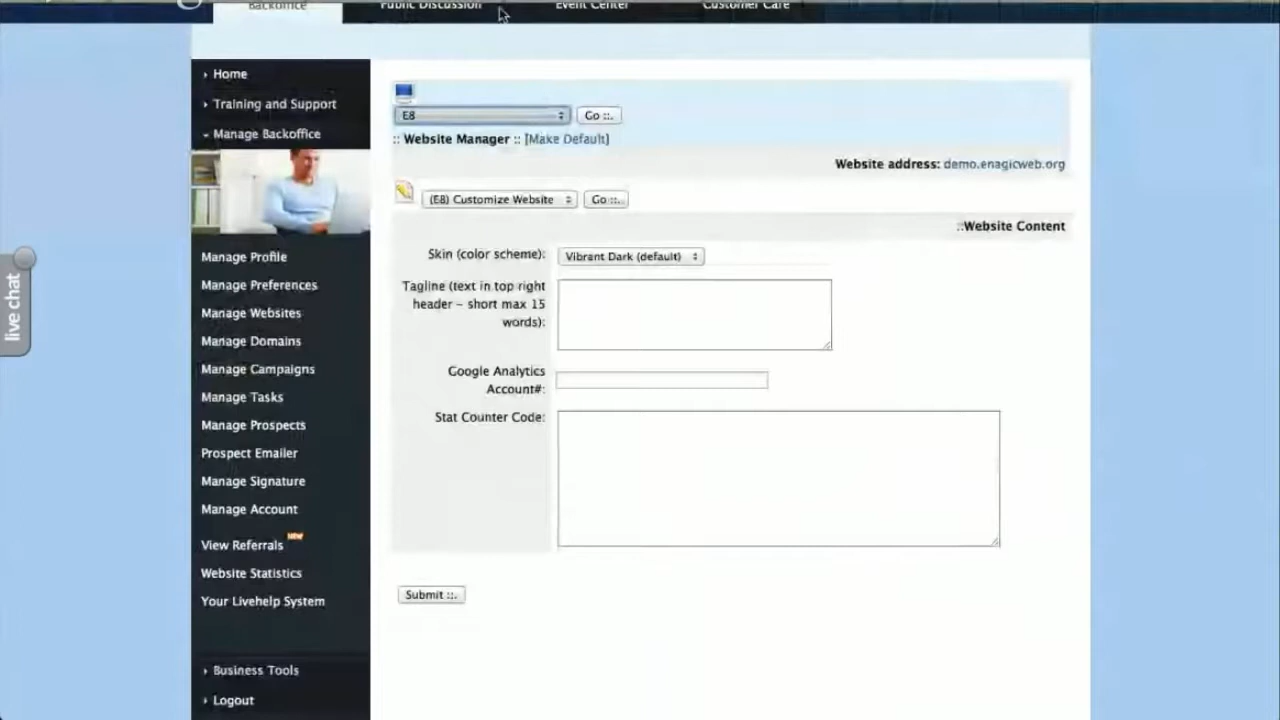 Backoffice
Public Discussion
Event Center
Customer Care
Home
Training and Support
Manage Backoffice
Manage Profile
Manage Preferences
Manage Websites
Manage Domains
Manage Campaigns
Manage Tasks
Manage Prospects
Prospect Emailer
Manage Signature
Manage Account
View Referrals NEW
Website Statistics
Your Livehelp System
Business Tools
Logout
live chat
E8
Go ::.
:: Website Manager :: [Make Default]
Website address: demo.enagicweb.org
(E8) Customize Website
Go ::.
::Website Content
Skin (color scheme):
Vibrant Dark (default)
Tagline (text in top right
header – short max 15
words):
Google Analytics
Account#:
Stat Counter Code:
Submit ::.